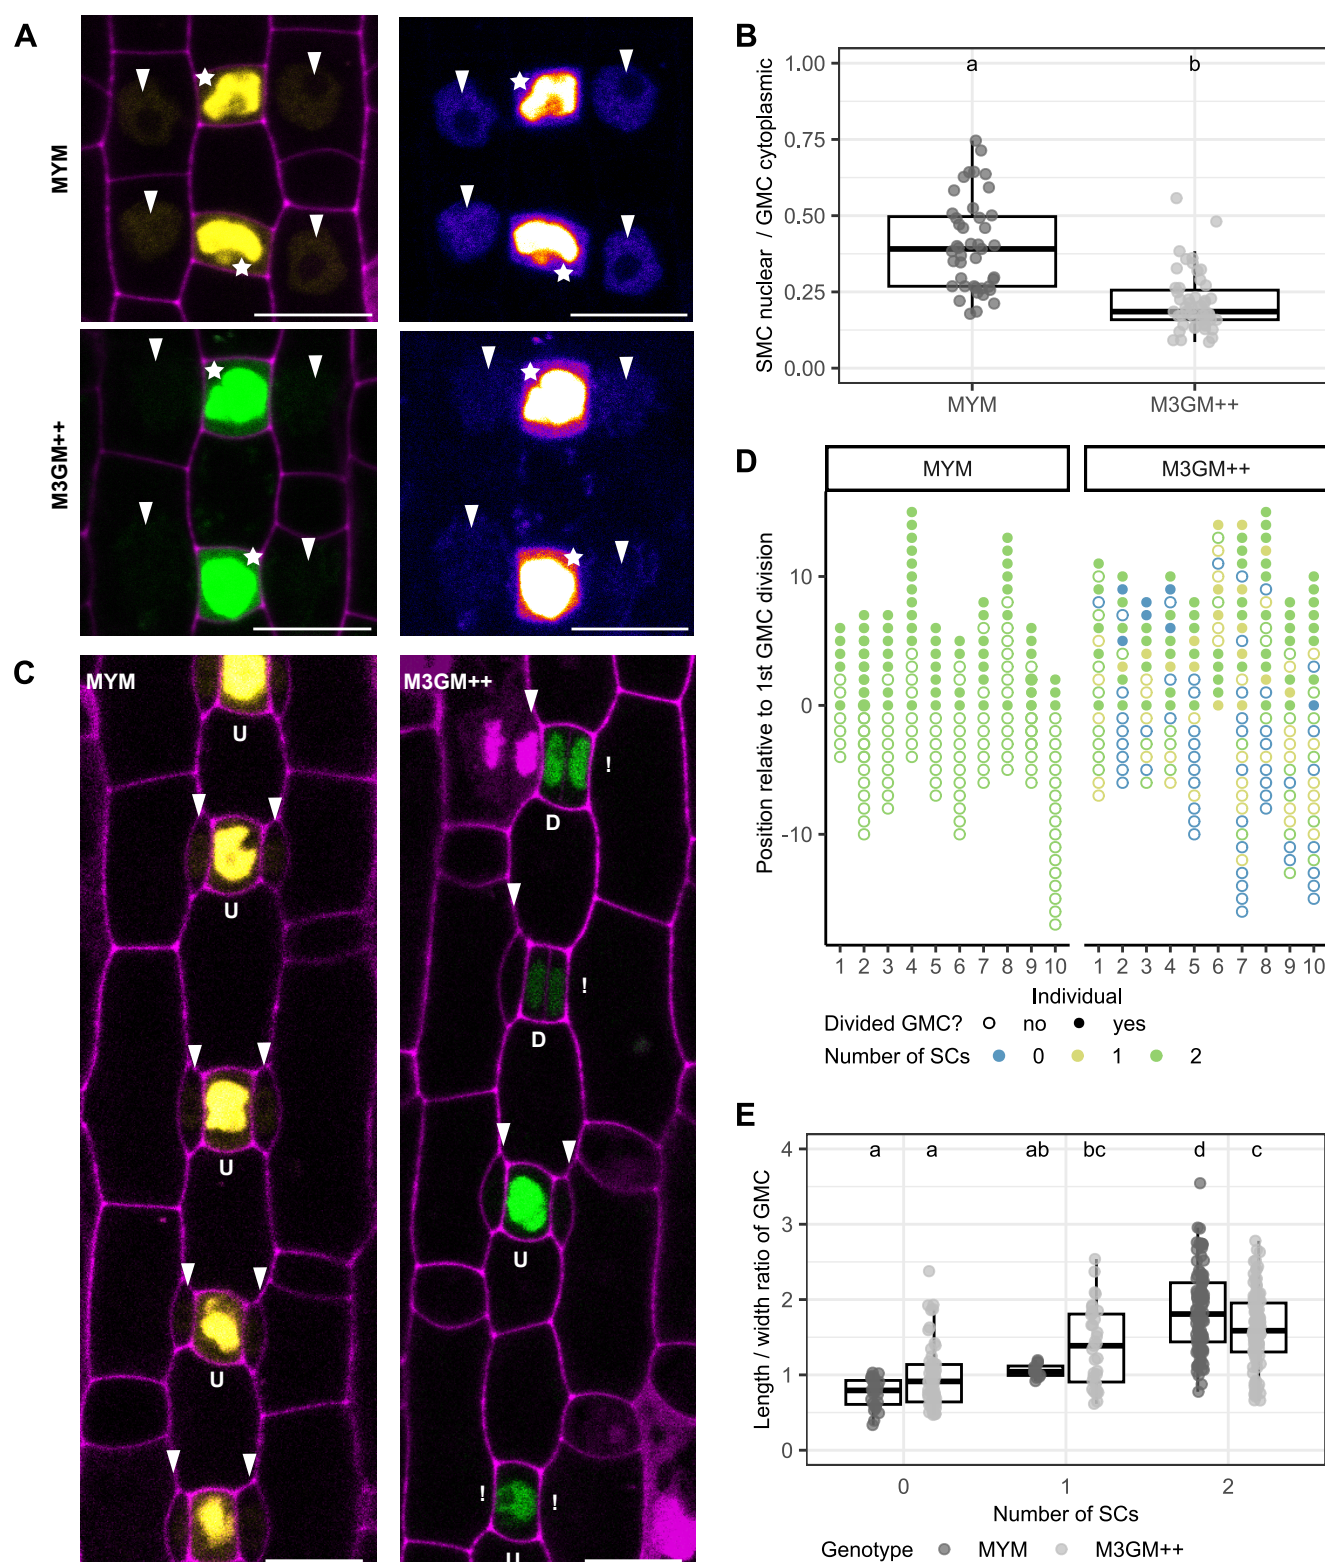 A
MYM
M3GM++
B
SMC nuclear / GMC cytoplasmic
1.00
0.75
0.50
0.25
0.00
a
b
MYM
M3GM++
C
MYM
U
U
U
U
M3GM++
!
D
!
D
U
!
!
U
D
MYM
M3GM++
Position relative to 1st GMC division
10
0
-10
1 2 3 4 5 6 7 8 9 10
1 2 3 4 5 6 7 8 9 10
Individual
Divided GMC? no yes
Number of SCs 0 1 2
E
Length / width ratio of GMC
4
3
2
1
0
a a ab bc d c
0 1 2
Number of SCs
Genotype MYM M3GM++